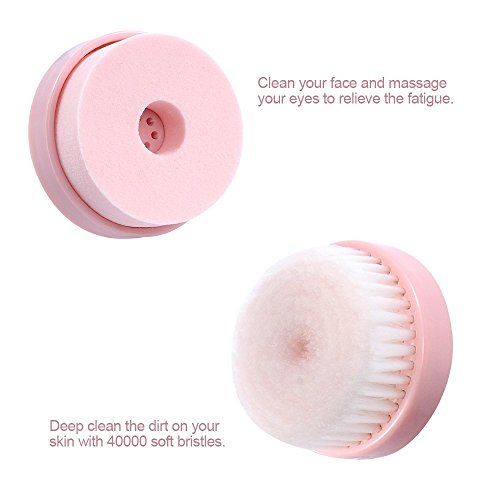 Clean your face and massage
your eyes to relieve the fatigue.
Deep clean the dirt on your
skin with 40000 soft bristles.